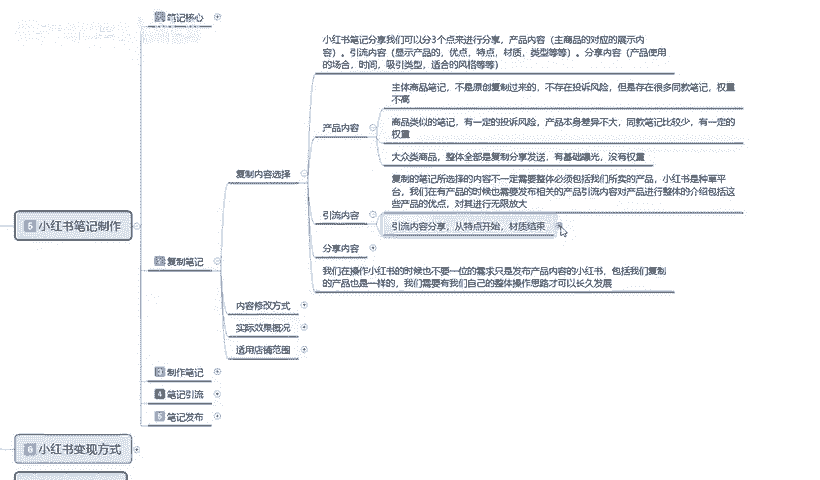 1 笔记核心
小红书笔记分享我们可以分3个点来进行分享，产品内容（主商品的对应的展示内
容）。引流内容（显示产品的，优点，特点，材质，类型等等）。分享内容（产品使用
的场合，时间，吸引类型，适合的风格等等）
主体商品笔记，不是原创复制过来的，不存在投诉风险，但是存在很多同款笔记，权重
不高
产品内容
商品类似的笔记，有一定的投诉风险，产品本身差异不大，同款笔记比较少，有一定的
权重
大众类商品，整体全部是复制分享发送，有基础曝光，没有权重
复制内容选择
复制的笔记所选择的内容不一定需要整体必须包括我们所卖的产品，小红书是种草平
台，我们在有产品的时候也需要发布相关的产品引流内容对产品进行整体的介绍包括这
些产品的优点，对其进行无限放大
引流内容
引流内容分享，从特点开始，材质结束
5 小红书笔记制作
分享内容
2 复制笔记
我们在操作小红书的时候也不要一位的需求只是发布产品内容的小红书，包括我们复制
的产品也是一样的，我们需要有我们自己的整体操作思路才可以长久发展
内容修改方式
实际效果概况
适用店铺范围
3 制作笔记
4 笔记引流
5 笔记发布
6 小红书变现方式